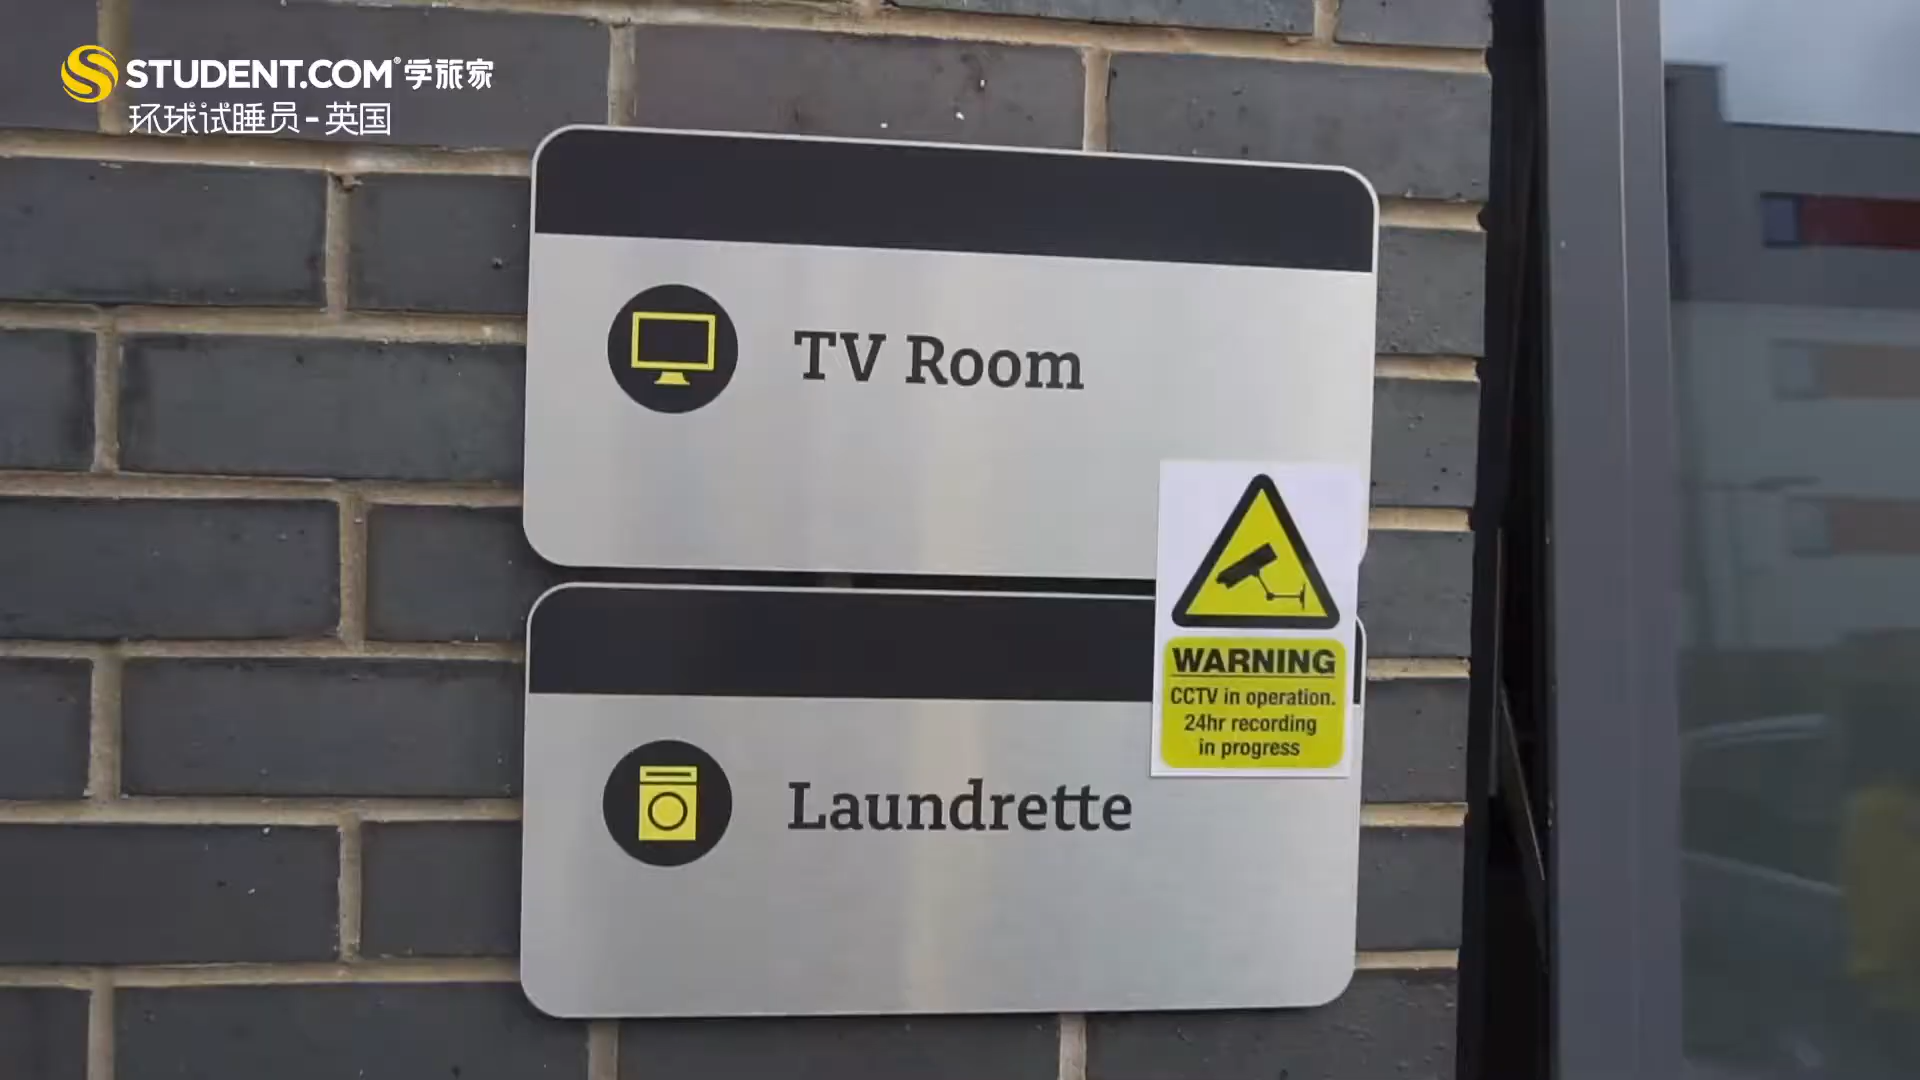 STUDENT.COM®学旅家
环球试睡员-英国
TV Room
WARNING
CCTV in operation.
24hr recording
in progress
Laundrette